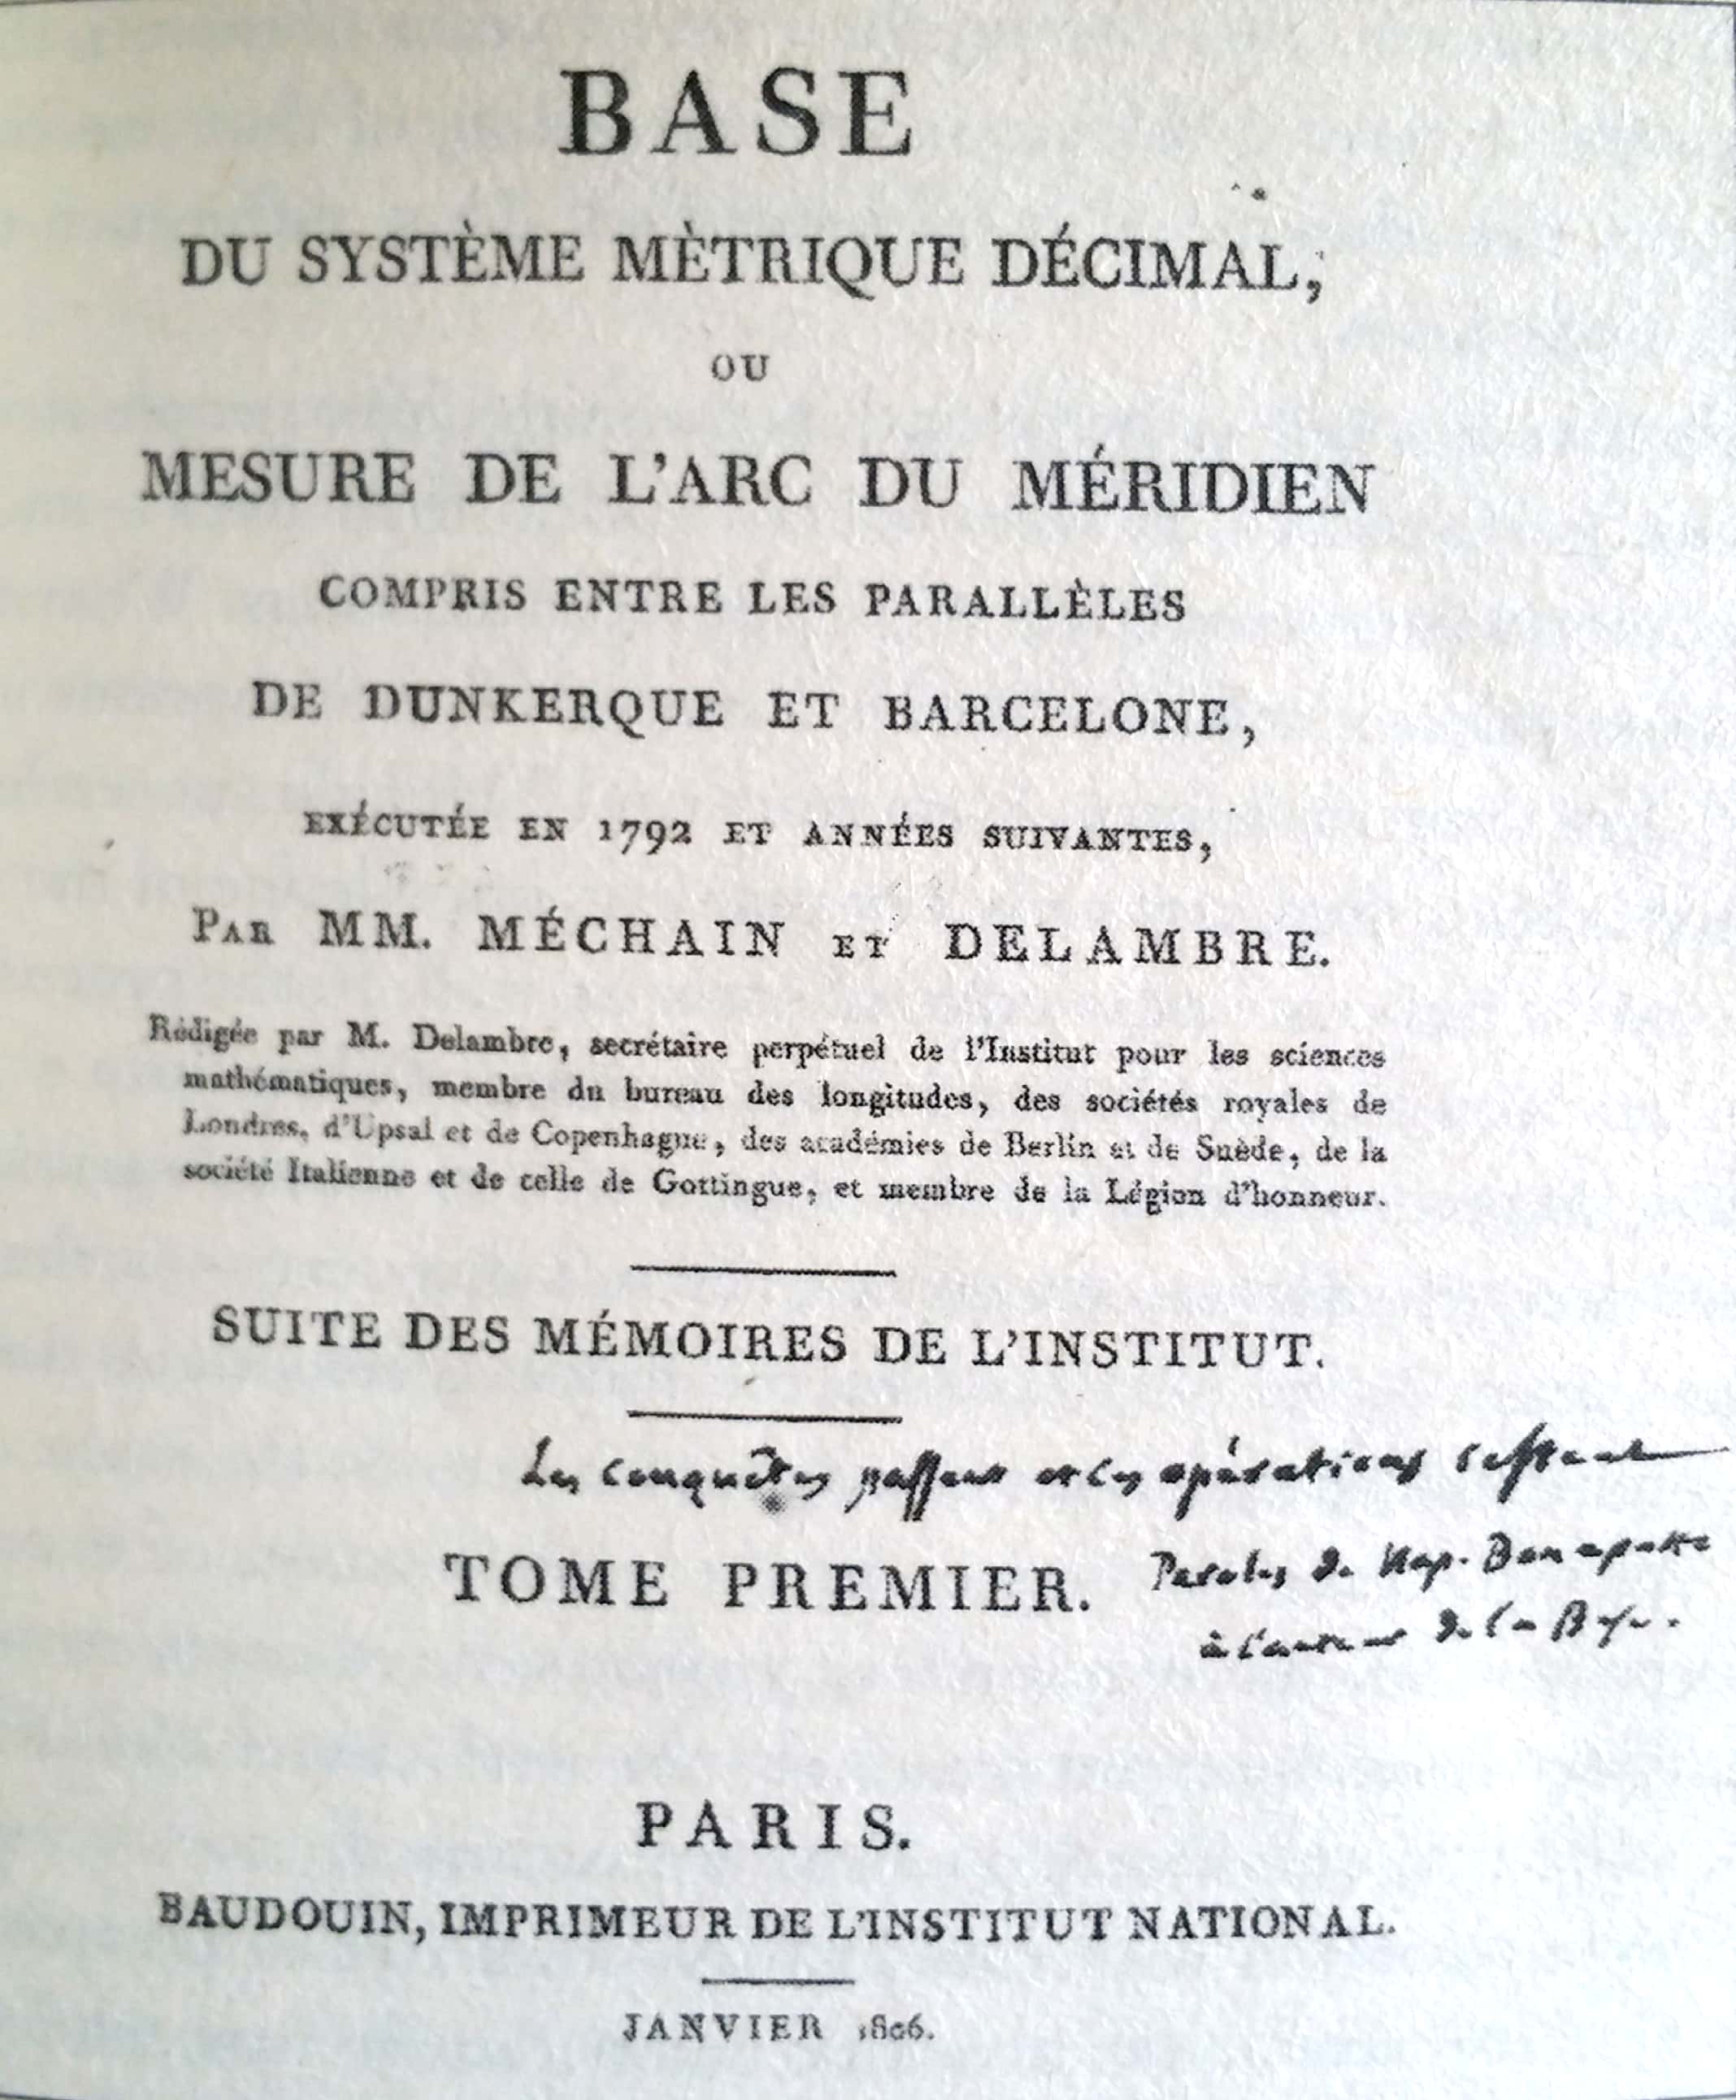 BASE
DU SYSTÈME MÈTRIQUE DÉCIMAL,
OU
MESURE DE L'ARC DU MÉRIDIEN
COMPRIS ENTRE LES PARALLÈLES
DE DUNKERQUE ET BARCELONE,
EXÉCUTÉE EN 1792 ET ANNÉES SUIVANTES,
PAR MM. MÉCHAIN ET DELAMBRE.
Rédigée par M. Delambre, secrétaire perpétuel de l'Institut pour les sciences
mathématiques, membre du bureau des longitudes, des sociétés royales de
Londres, d'Upsal et de Copenhague, des académies de Berlin et de Suède, de la
société Italienne et de celle de Gottingue, et membre de la Légion d'honneur.
SUITE DES MÉMOIRES DE L'INSTITUT.
Les conquêtes passent et ces opérations restent
TOME PREMIER.
Paroles de Nap. Bonaparte
à l'auteur de la Base.
PARIS.
BAUDOUIN, IMPRIMEUR DE L'INSTITUT NATIONAL.
JANVIER 1806.